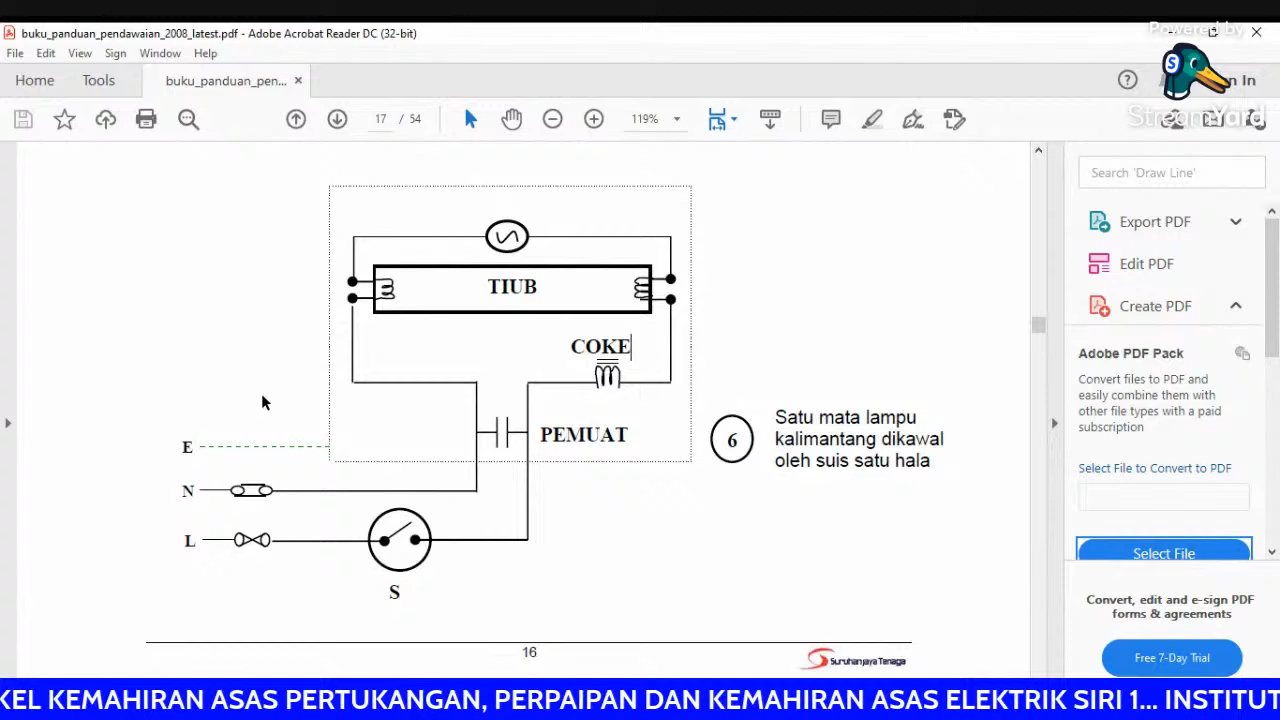 Powered by
StreamYard
buku_panduan_pendawaian_2008_latest.pdf - Adobe Acrobat Reader DC (32-bit)
File Edit View Sign Window Help
Home Tools buku_panduan_pen... In
17 / 54 119%
Search 'Draw Line'
Export PDF
Edit PDF
Create PDF
Adobe PDF Pack
Convert files to PDF and
easily combine them with
other file types with a paid
subscription
Select File to Convert to PDF
Select File
Convert, edit and e-sign PDF
forms & agreements
Free 7-Day Trial
TIUB
COKE
PEMUAT
E
N
L
S
6
Satu mata lampu
kalimantang dikawal
oleh suis satu hala
16
Suruhanjaya Tenaga
KEL KEMAHIRAN ASAS PERTUKANGAN, PERPAIPAN DAN KEMAHIRAN ASAS ELEKTRIK SIRI 1... INSTITUT